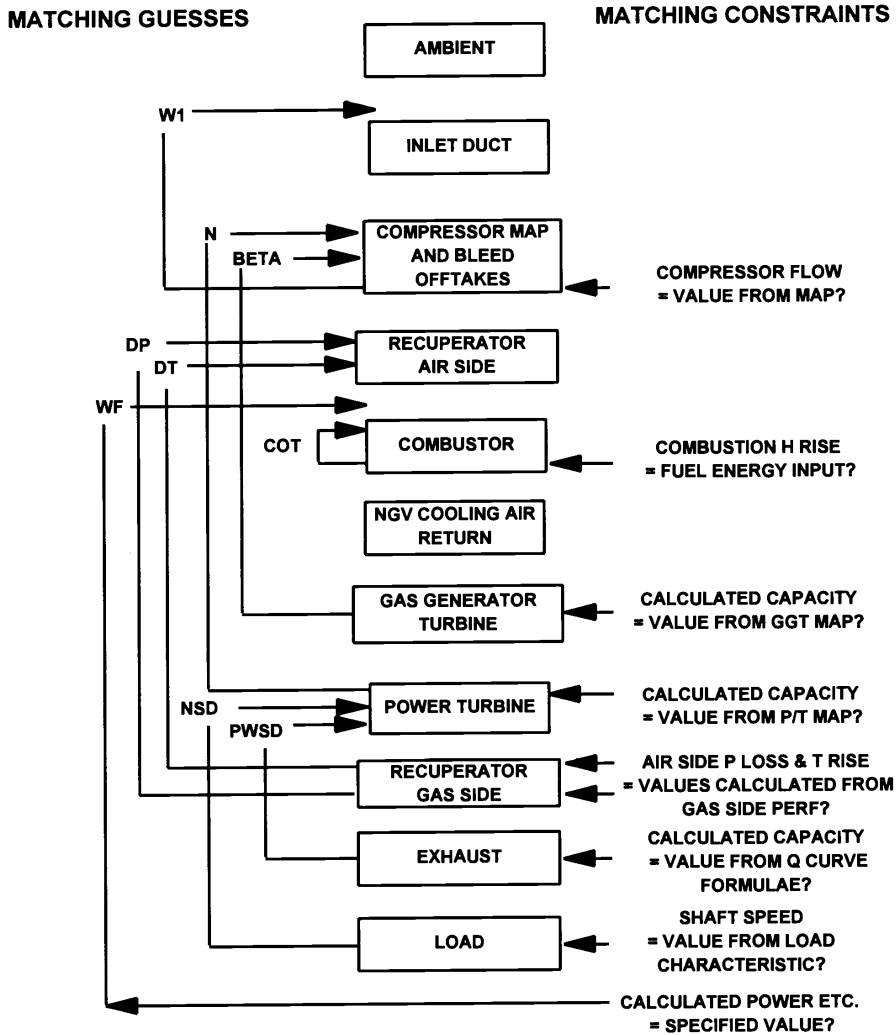 MATCHING GUESSES
MATCHING CONSTRAINTS
AMBIENT
W1
INLET DUCT
N
BETA
COMPRESSOR MAP
AND BLEED
OFFTAKES
COMPRESSOR FLOW
= VALUE FROM MAP?
DP
DT
RECUPERATOR
AIR SIDE
WF
COT
COMBUSTOR
COMBUSTION H RISE
= FUEL ENERGY INPUT?
NGV COOLING AIR
RETURN
GAS GENERATOR
TURBINE
CALCULATED CAPACITY
= VALUE FROM GGT MAP?
NSD
PWSD
POWER TURBINE
CALCULATED CAPACITY
= VALUE FROM P/T MAP?
RECUPERATOR
GAS SIDE
AIR SIDE P LOSS & T RISE
= VALUES CALCULATED FROM
GAS SIDE PERF?
EXHAUST
CALCULATED CAPACITY
= VALUE FROM Q CURVE
FORMULAE?
LOAD
SHAFT SPEED
= VALUE FROM LOAD
CHARACTERISTIC?
CALCULATED POWER ETC.
= SPECIFIED VALUE?